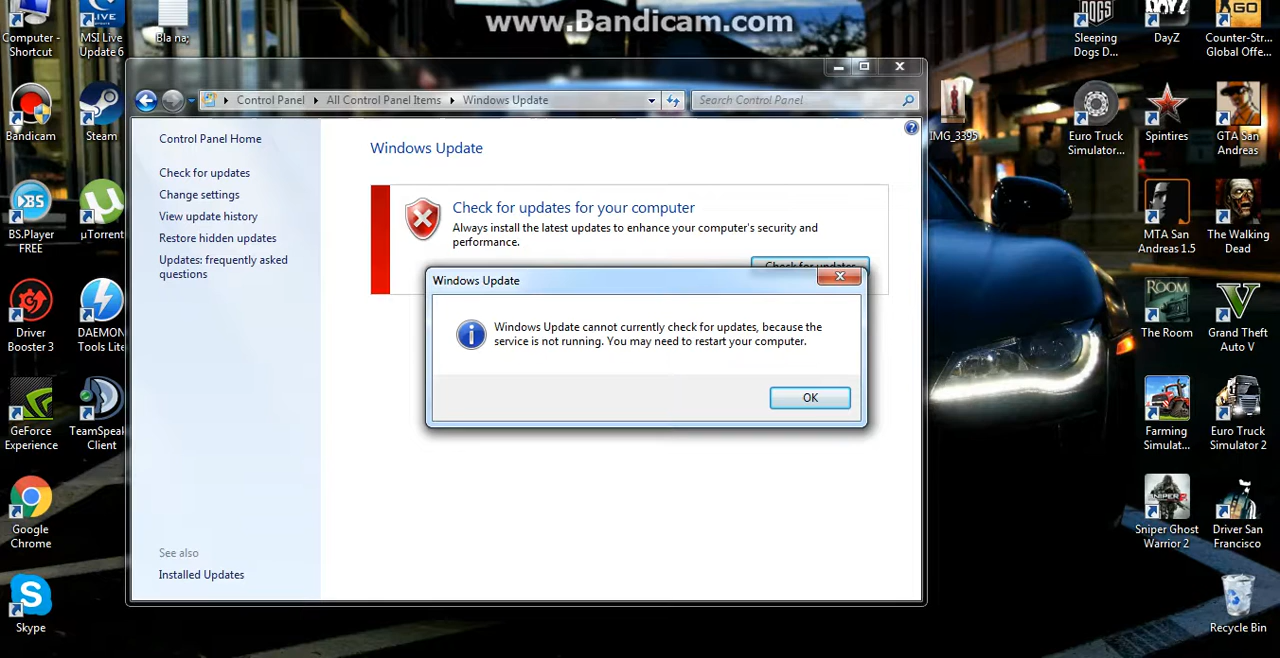 www.Bandicam.com
Computer -
Shortcut
MSI Live
Update 6
Bla na;
Sleeping
Dogs D...
DayZ
Counter-Str...
Global Offe...
Control Panel
All Control Panel Items
Windows Update
Search Control Panel
Bandicam
Steam
IMG_3395
Euro Truck
Simulator...
Spintires
GTA San
Andreas
Control Panel Home
Check for updates
Change settings
View update history
Restore hidden updates
Updates: frequently asked
questions
Windows Update
Check for updates for your computer
Always install the latest updates to enhance your computer's security and
performance.
Check for updates
Windows Update
Windows Update cannot currently check for updates, because the
service is not running. You may need to restart your computer.
OK
See also
Installed Updates
BS.Player
FREE
µTorrent
MTA San
Andreas 1.5
The Walking
Dead
Driver
Booster 3
DAEMON
Tools Lite
The Room
Grand Theft
Auto V
GeForce
Experience
TeamSpeak
Client
Farming
Simulat...
Euro Truck
Simulator 2
Google
Chrome
Sniper Ghost
Warrior 2
Driver San
Francisco
Skype
Recycle Bin